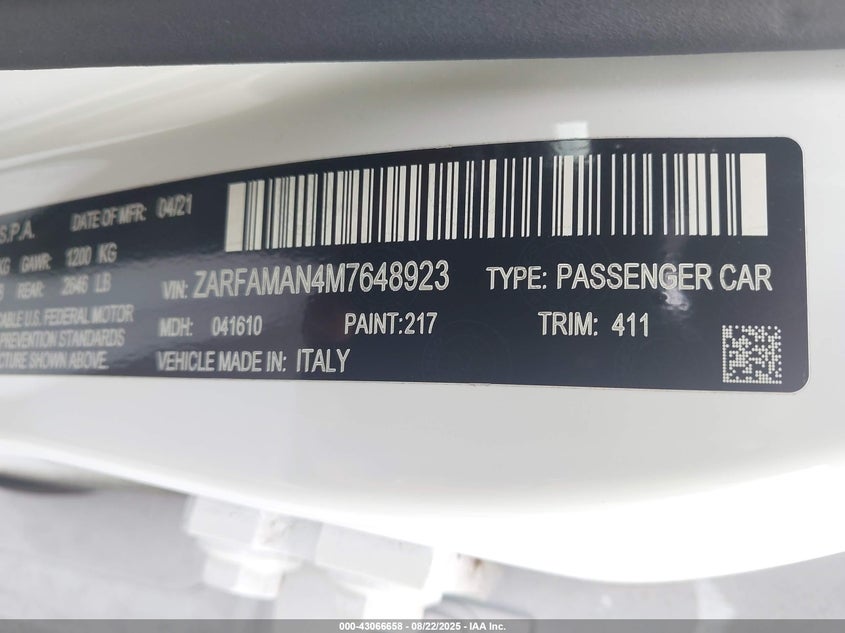 S.P.A. DATE OF MFR: 04/21
KG GAWR: 1200 KG
REAR: 2646 LB
VIN: ZARFAMAN4M7648923 TYPE: PASSENGER CAR
U.S. FEDERAL MOTOR
PREVENTION STANDARDS
SHOWN ABOVE.
MDH: 041610 PAINT:217 TRIM: 411
VEHICLE MADE IN: ITALY
000-43066658 - 08/22/2025 - IAA Inc.